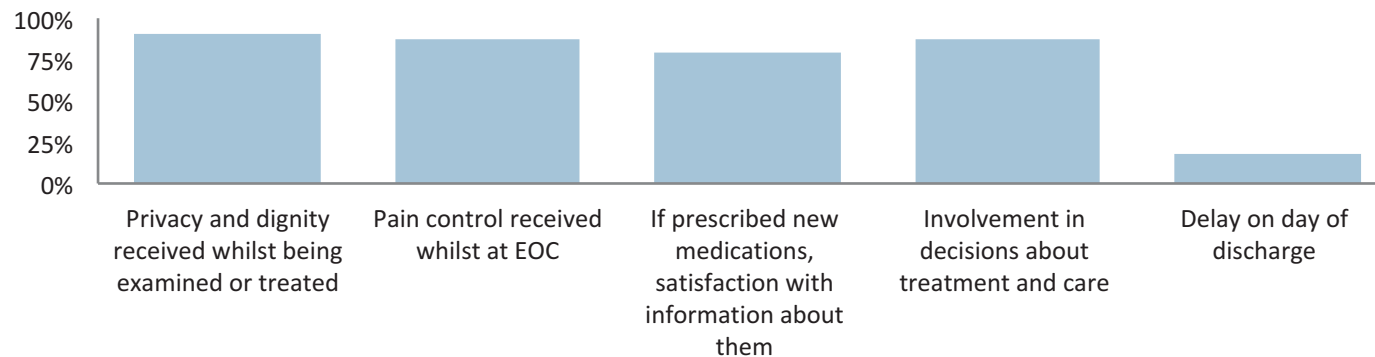 100%
75%
50%
25%
0%
Privacy and dignity
received whilst being
examined or treated
Pain control received
whilst at EOC
If prescribed new
medications,
satisfaction with
information about
them
Involvement in
decisions about
treatment and care
Delay on day of
discharge